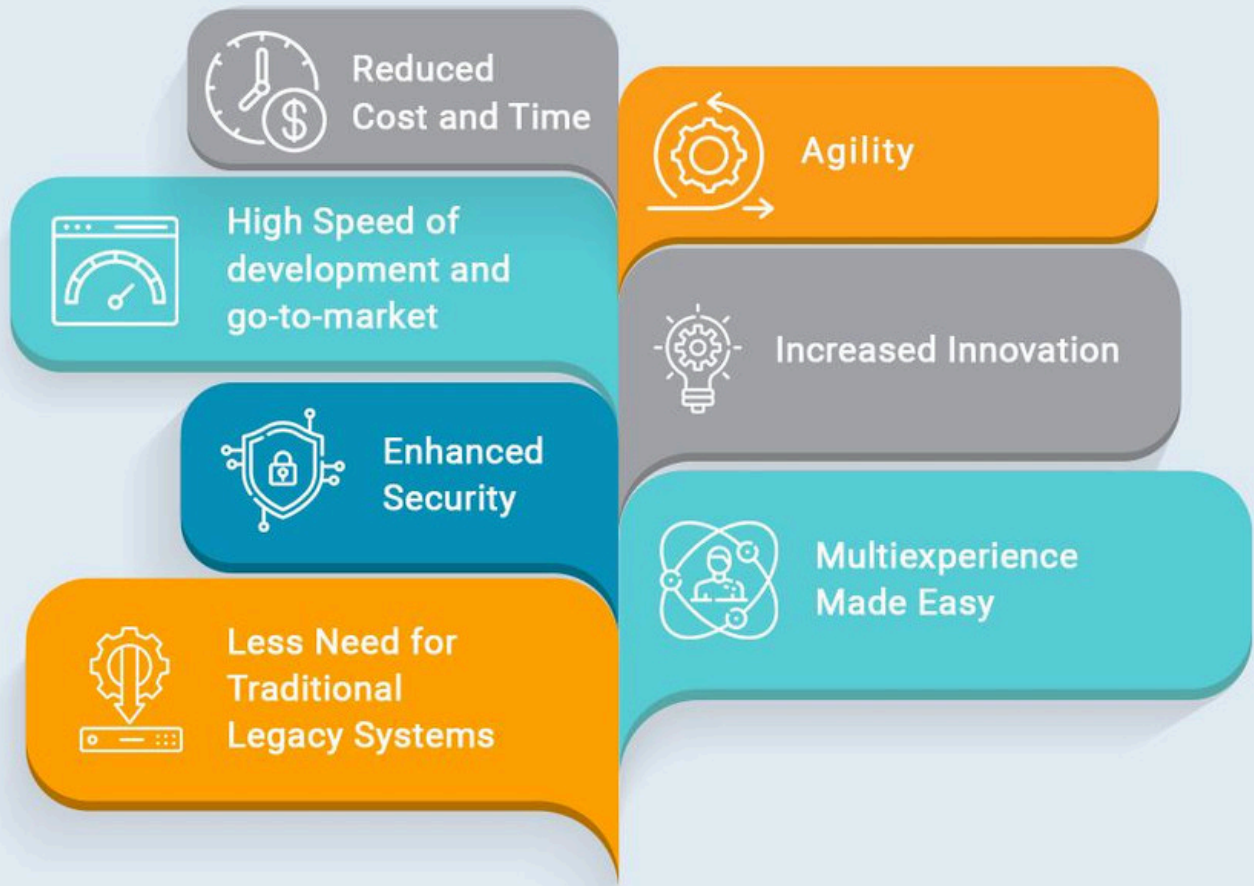 Reduced
Cost and Time
Agility
High Speed of
development and
go-to-market
Increased Innovation
Enhanced
Security
Multiexperience
Made Easy
Less Need for
Traditional
Legacy Systems